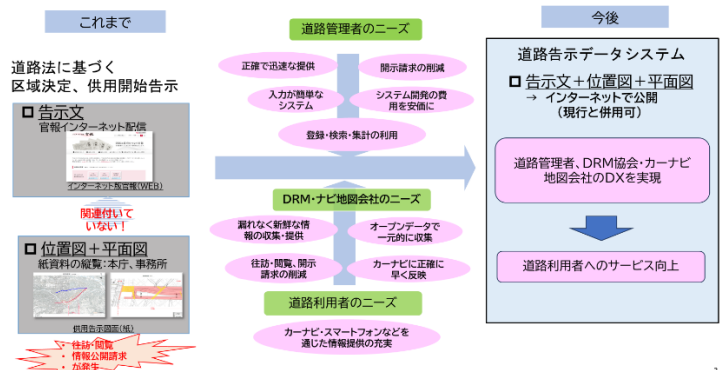 これまで
道路法に基づく
区域決定、供用開始告示
告示文
官報インターネット配信
インターネット版官報(WEB)
関連付いて
いない！
位置図＋平面図
紙資料の縦覧：本庁、事務所
供用告示図面(紙)
・ 往訪・閲覧
・ 情報公開請求
・ が発生
道路管理者のニーズ
正確で迅速な提供
開示請求の削減
入力が簡単な
システム
システム開発の費
用を安価に
登録・検索・集計の利用
DRM・ナビ地図会社のニーズ
漏れなく新鮮な情
報の収集・提供
オープンデータで
一元的に収集
往訪・閲覧、開示
請求の削減
カーナビに正確に
早く反映
道路利用者のニーズ
カーナビ・スマートフォンなどを
通じた情報提供の充実
今後
道路告示データシステム
告示文＋位置図＋平面図
→ インターネットで公開
（現行と併用可）
道路管理者、DRM協会・カーナビ
地図会社のDXを実現
道路利用者へのサービス向上